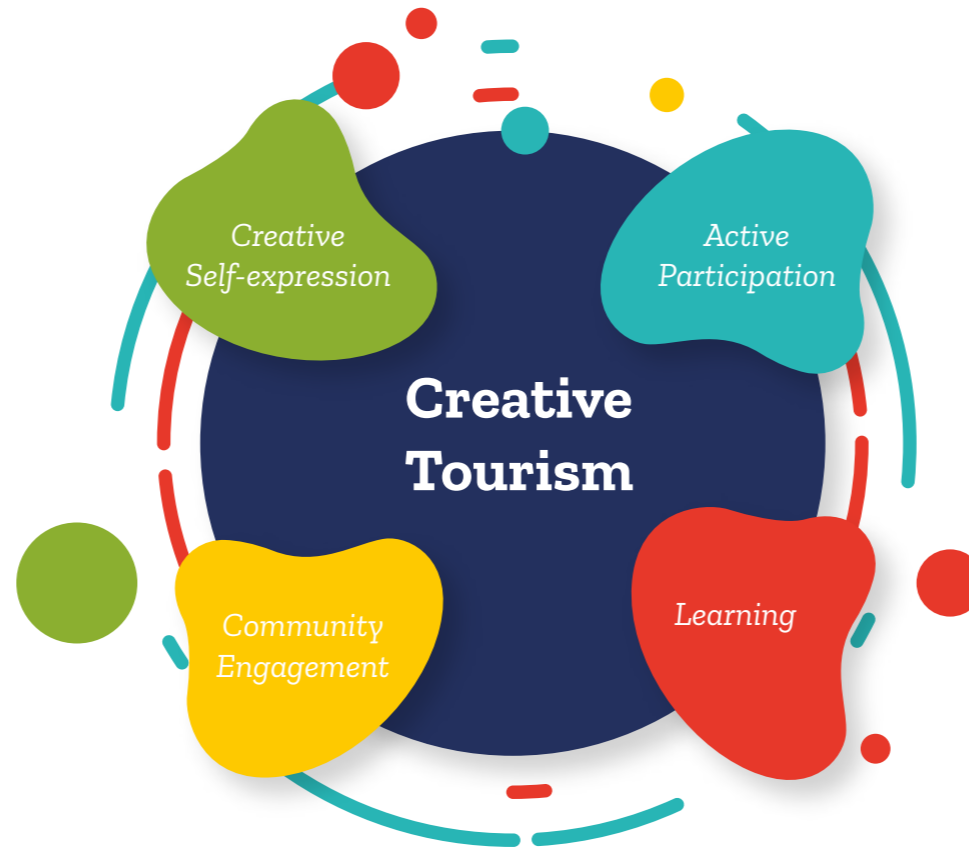 Creative
Self-expression
Active
Participation
Creative
Tourism
Community
Engagement
Learning